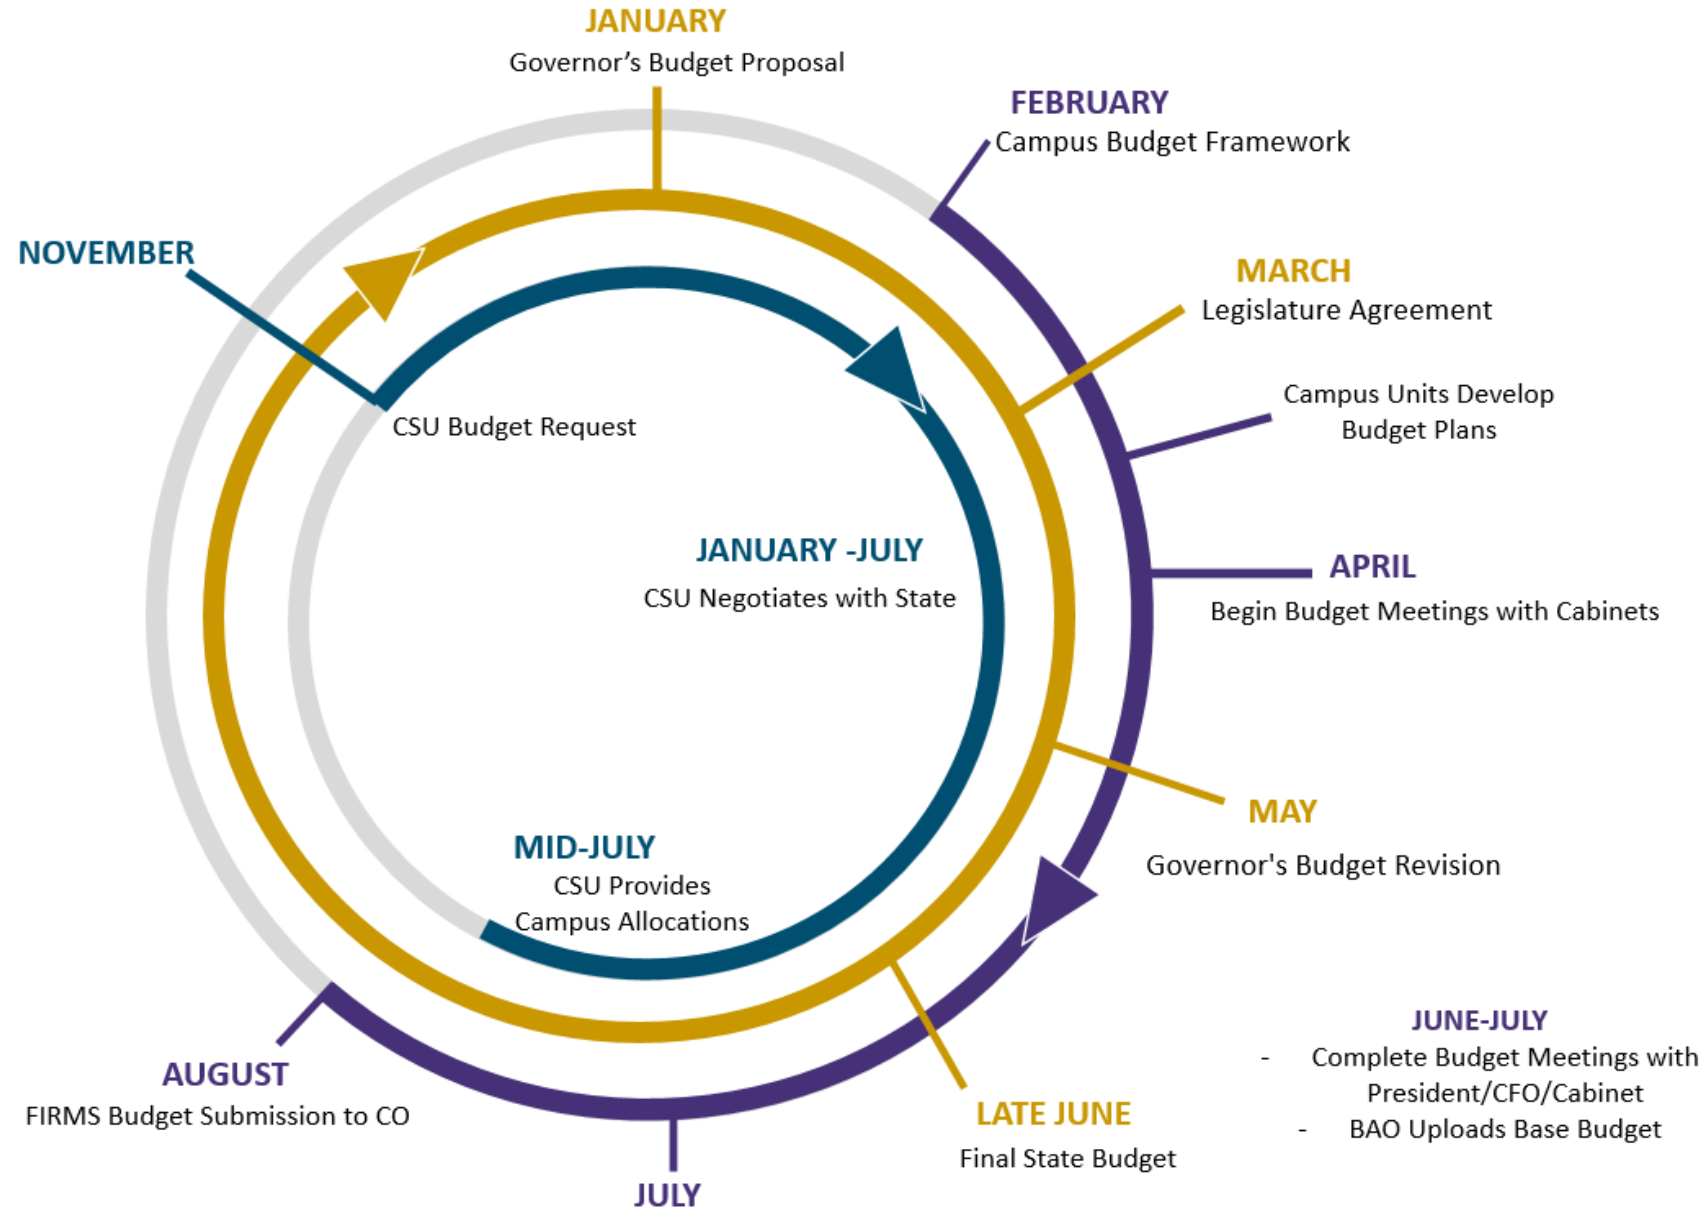 JANUARY
Governor’s Budget Proposal
FEBRUARY
Campus Budget Framework
NOVEMBER
CSU Budget Request
MARCH
Legislature Agreement
Campus Units Develop
Budget Plans
JANUARY -JULY
CSU Negotiates with State
APRIL
Begin Budget Meetings with Cabinets
MAY
Governor's Budget Revision
MID-JULY
CSU Provides
Campus Allocations
JUNE-JULY
- Complete Budget Meetings with
President/CFO/Cabinet
- BAO Uploads Base Budget
LATE JUNE
Final State Budget
AUGUST
FIRMS Budget Submission to CO
JULY